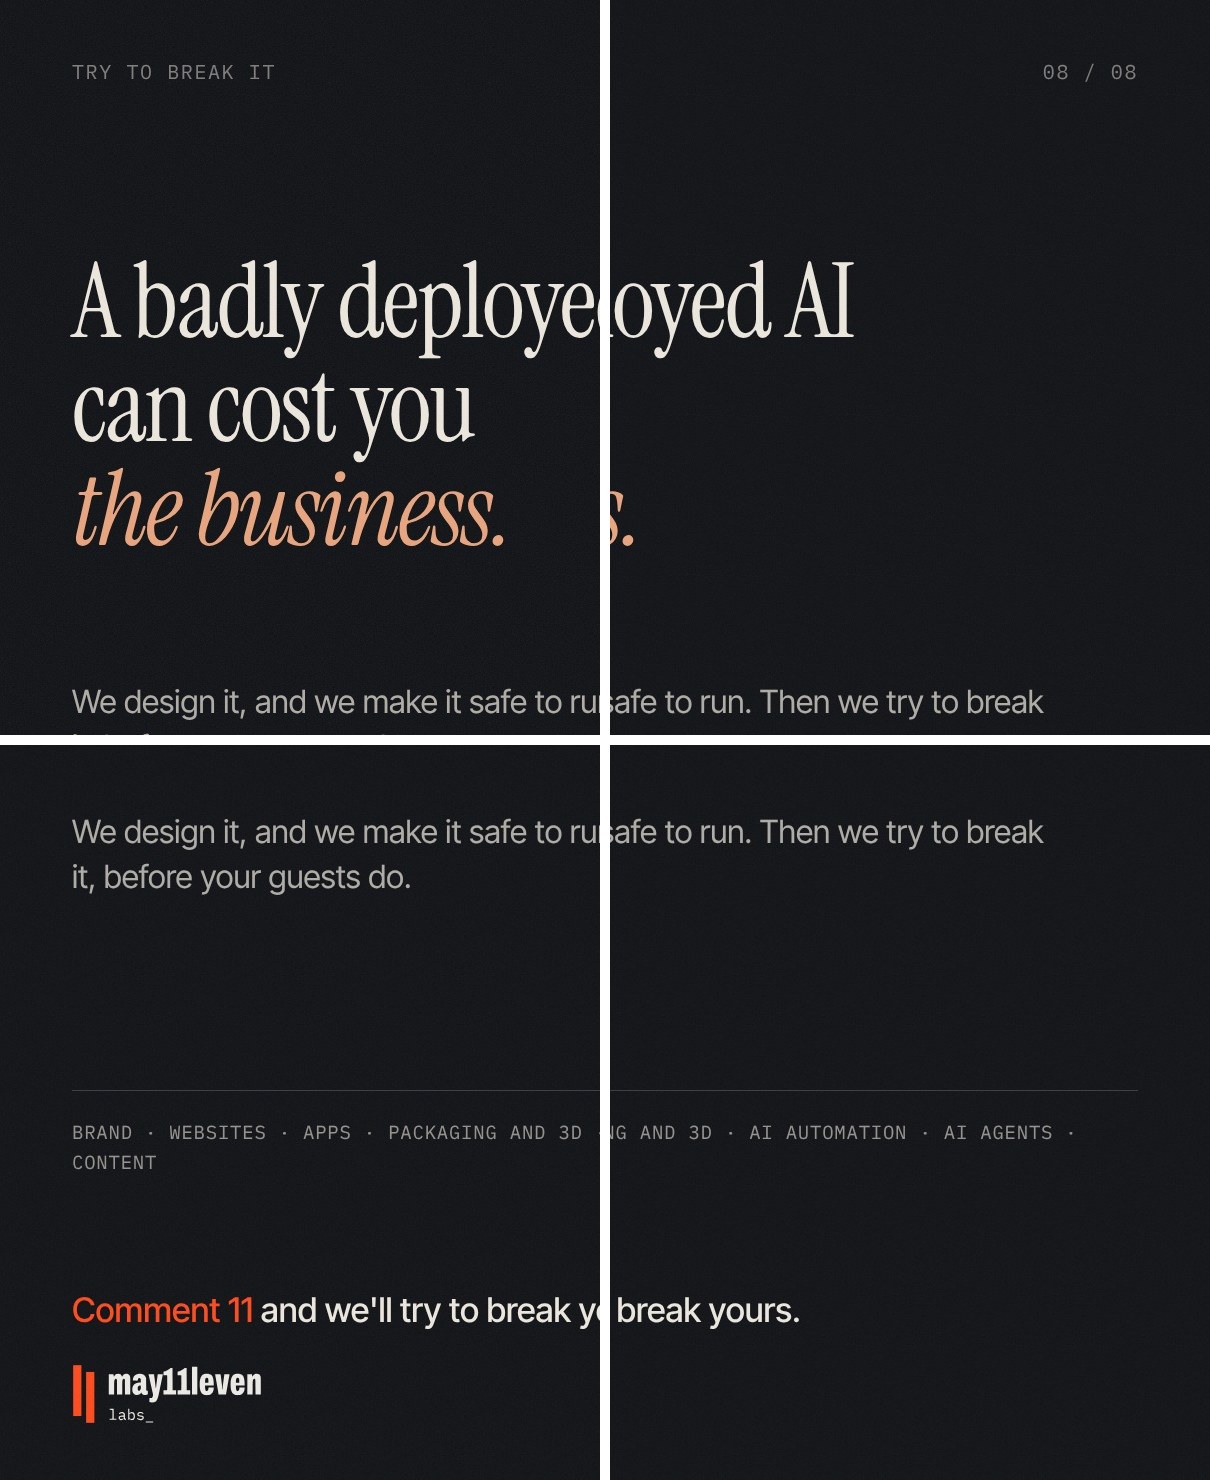 TRY TO BREAK IT
08 / 08
A badly deployed AI
can cost you
the business.
We design it, and we make it safe to run. Then we try to break
it, before your guests do.
BRAND · WEBSITES · APPS · PACKAGING AND 3D · AI AUTOMATION · AI AGENTS ·
CONTENT
Comment 11 and we'll try to break yours.
may11leven
labs_